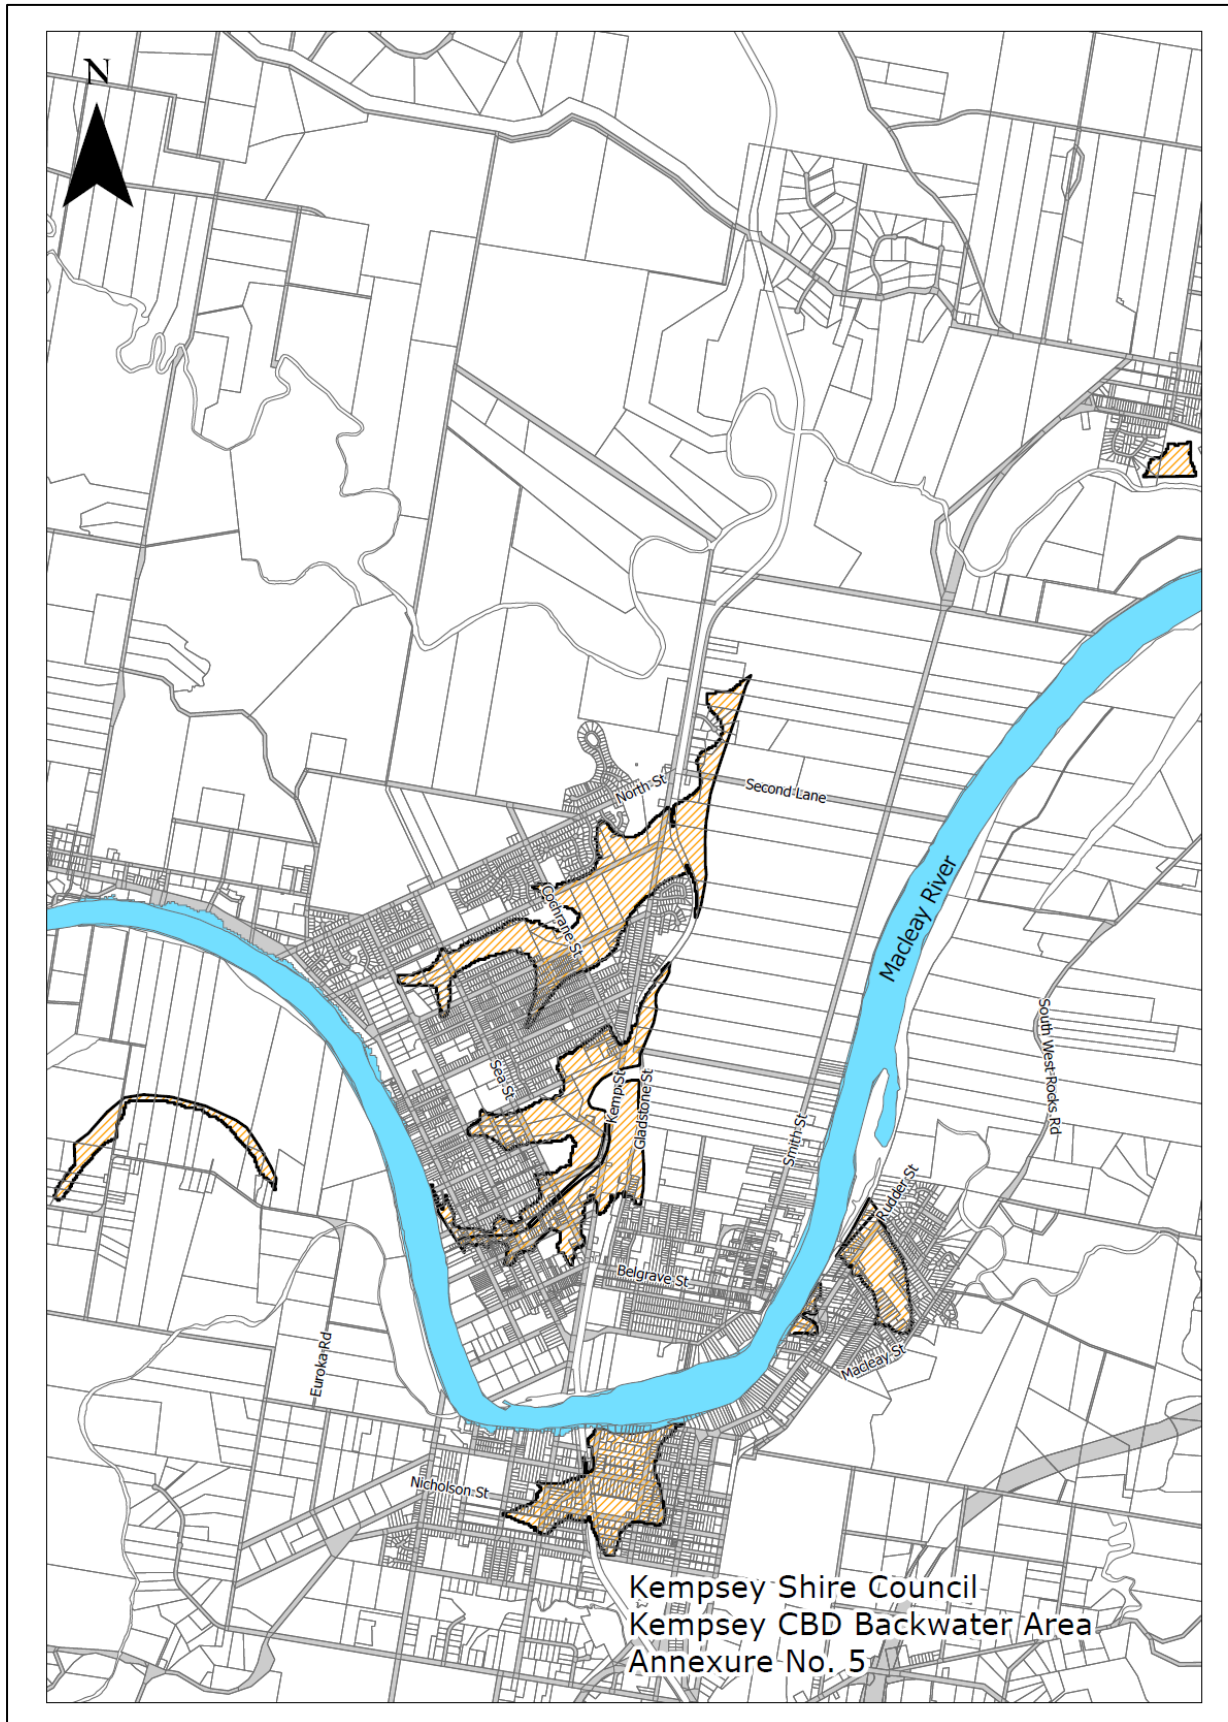 N
North St
Second Lane
Cochrane St
Macleay River
South West Rocks Rd
Sea St
Kemp St
Gladstone St
Smith St
Rudder St
Belgrave St
Euroka Rd
Macleay St
Nicholson St
Kempsey Shire Council
Kempsey CBD Backwater Area
Annexure No. 5